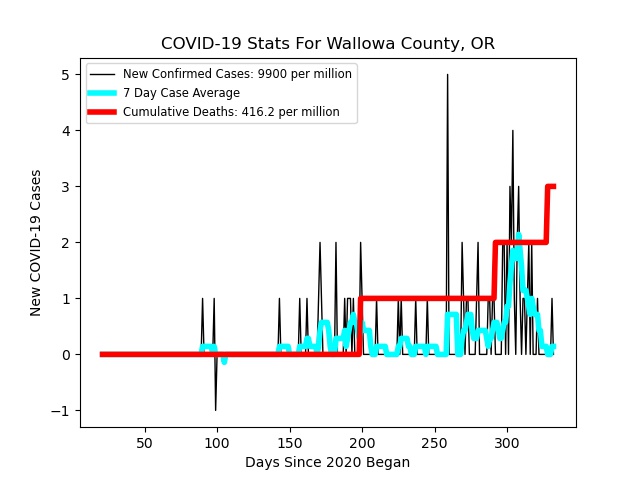 COVID-19 Stats For Wallowa County, OR
New Confirmed Cases: 9900 per million
7 Day Case Average
Cumulative Deaths: 416.2 per million
New COVID-19 Cases
5
4
3
2
1
0
−1
50 100 150 200 250 300
Days Since 2020 Began